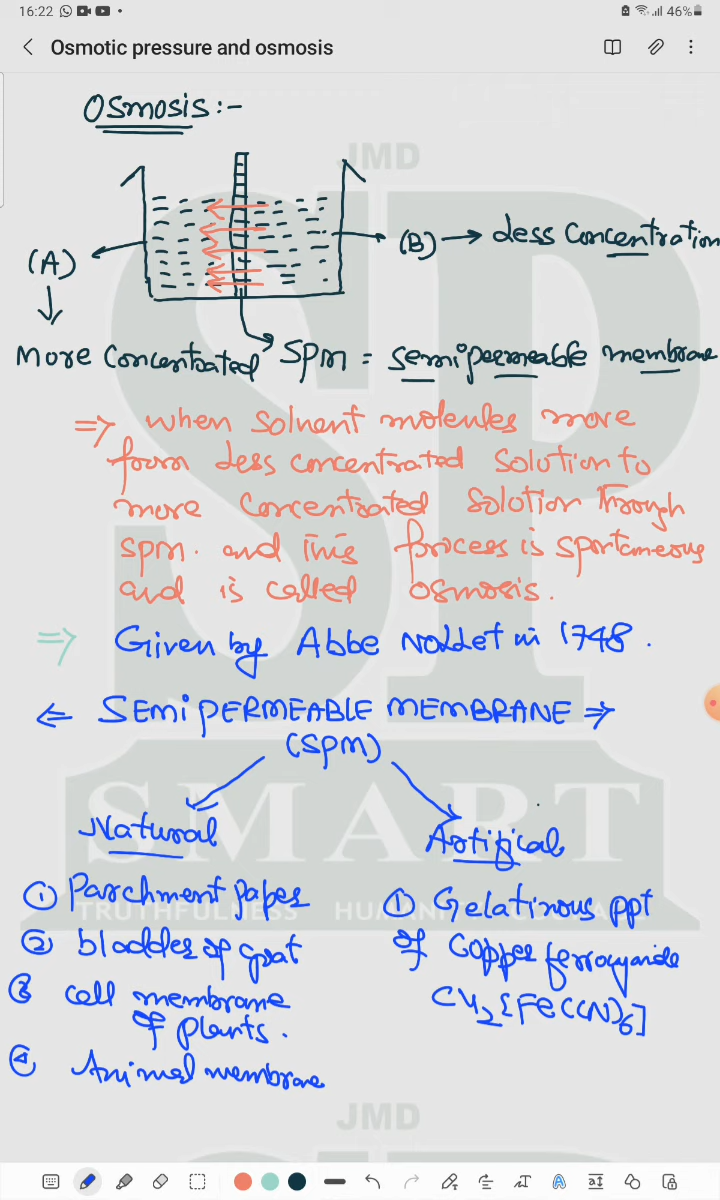 16:22 46%
Osmotic pressure and osmosis
JMD
Osmosis :-
(A) (B) → Less Concentration
More Concentrated SPM = Semipermeable membrane
⇒ when Solvent molecules move
from Less Concentrated Solution to
more Concentrated Solution Through
SPM. and This Process is Spontaneous
and is called Osmosis.
⇒ Given by Abbe Nollet in 1748.
⇐ SEMIPERMEABLE MEMBRANE ⇒
(SPM)
SMART
Natural Artifical
① Parchment Paper ① Gelatinous ppt
TRUTHFULNESS
② bladder of goat of Copper ferrocyanide
③ cell membrane Cu2[Fe(CN)6]
of plants.
④ Animal membrane
JMD